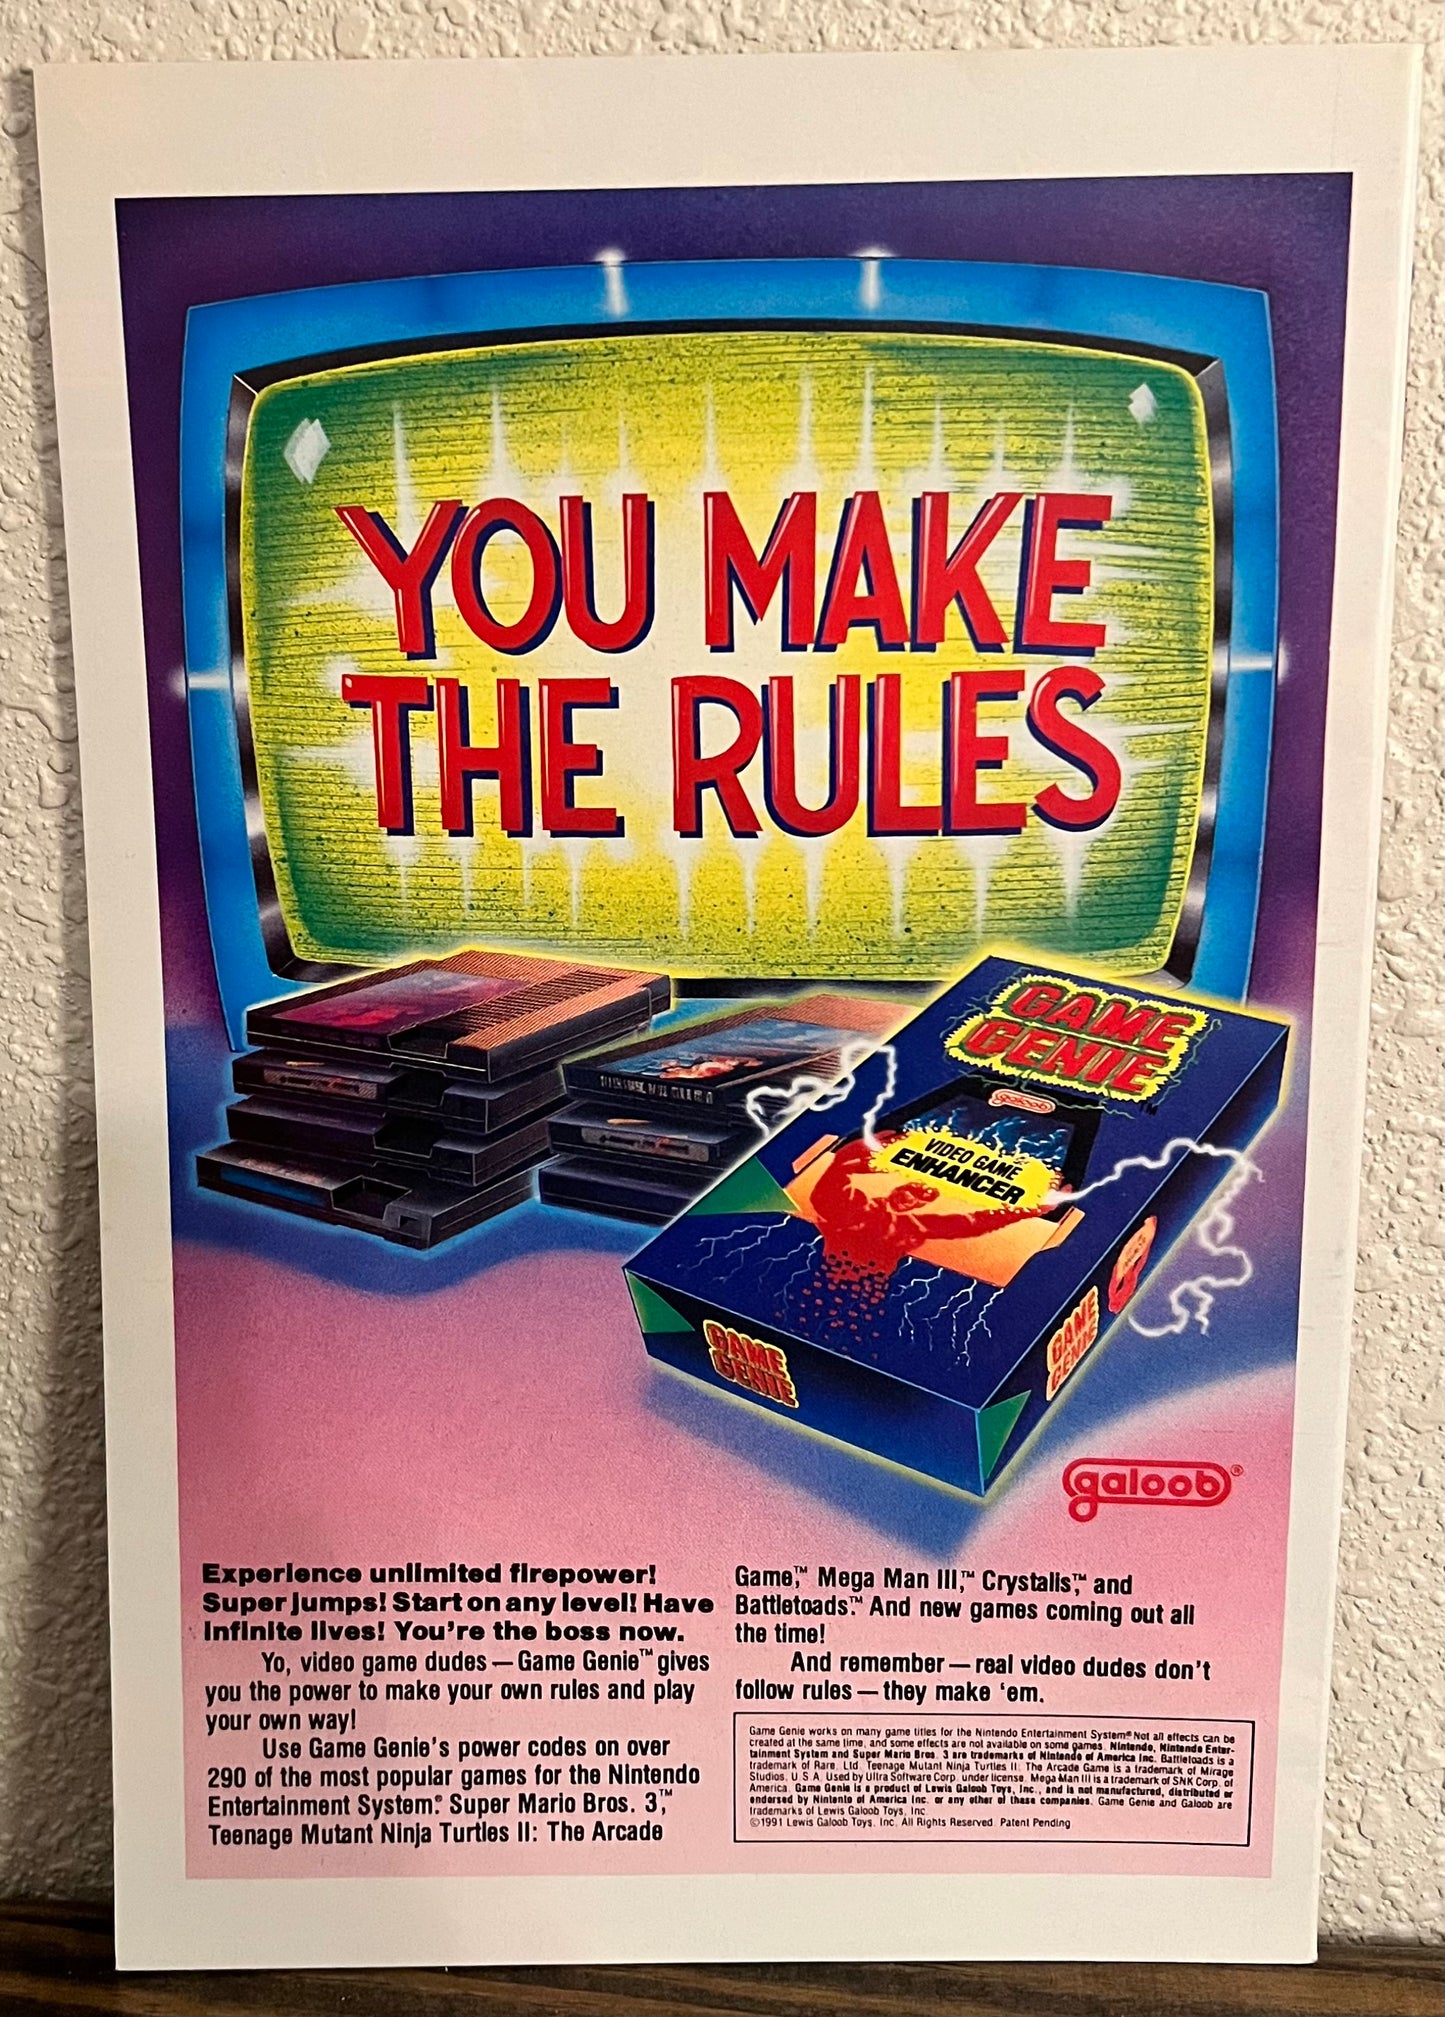 YOU MAKE
THE RULES
GAME
GENIE
TM
galoob
VIDEO GAME
ENHANCER
GAME
GENIE
GAME
GENIE
galoob®
Experience unlimited firepower!
Super jumps! Start on any level! Have
infinite lives! You're the boss now.
Yo, video game dudes — Game Genie™ gives
you the power to make your own rules and play
your own way!
Use Game Genie's power codes on over
290 of the most popular games for the Nintendo
Entertainment System.® Super Mario Bros. 3,™
Teenage Mutant Ninja Turtles II: The Arcade
Game,™ Mega Man III,™ Crystalis,™ and
Battletoads.™ And new games coming out all
the time!
And remember — real video dudes don't
follow rules — they make 'em.
Game Genie works on many game titles for the Nintendo Entertainment System® Not all effects can be
created at the same time, and some effects are not available on some games. Nintendo, Nintendo Enter-
tainment System and Super Mario Bros. 3 are trademarks of Nintendo of America Inc. Battletoads is a
trademark of Rare, Ltd. Teenage Mutant Ninja Turtles II: The Arcade Game is a trademark of Mirage
Studios, U.S.A. Used by Ultra Software Corp. under license. Mega Man III is a trademark of SNK Corp. of
America. Game Genie is a product of Lewis Galoob Toys, Inc., and is not manufactured, distributed or
endorsed by Nintento of America Inc. or any other of these companies. Game Genie and Galoob are
trademarks of Lewis Galoob Toys, Inc.
©1991 Lewis Galoob Toys, Inc. All Rights Reserved. Patent Pending